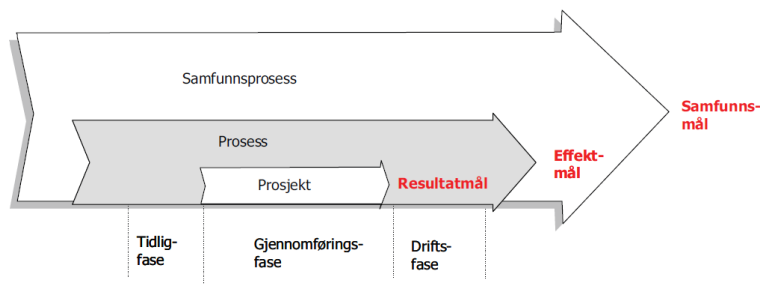 Samfunnsprosess
Samfunns-
mål
Prosess
Effekt-
mål
Prosjekt
Resultatmål
Tidlig-
fase
Gjennomførings-
fase
Drifts-
fase